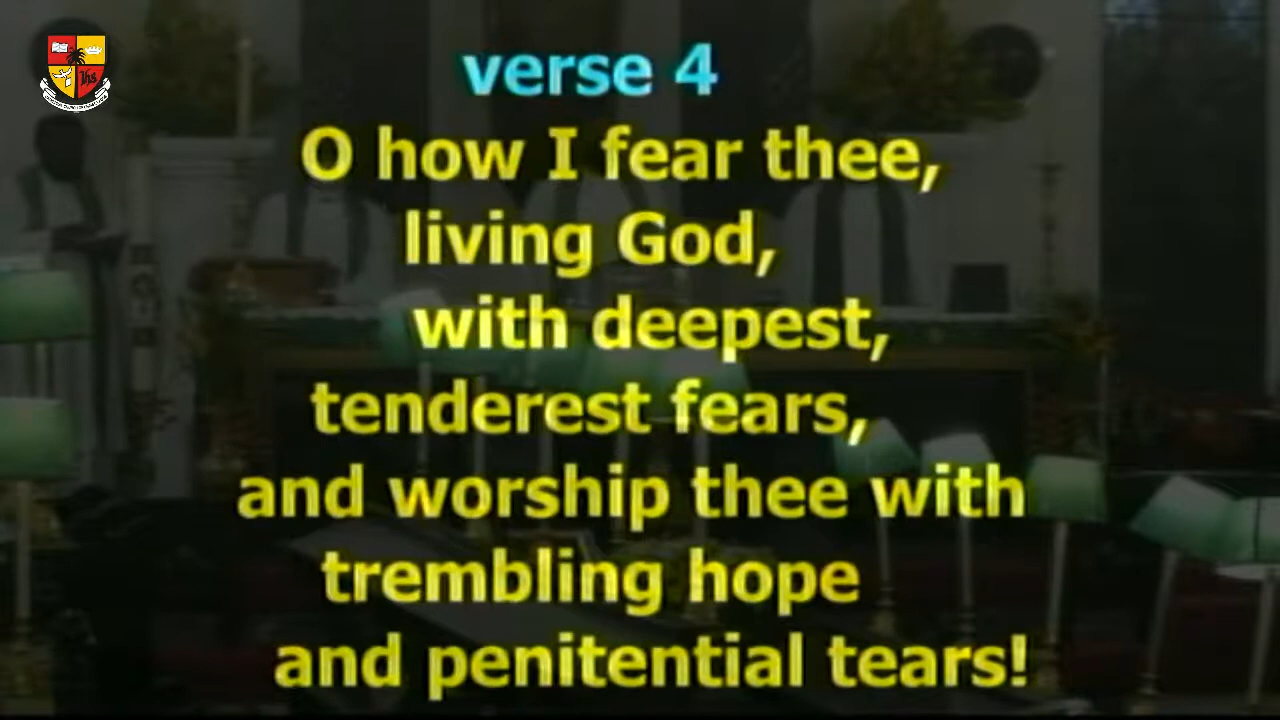 Ihs
verse 4
O how I fear thee,
living God,
with deepest,
tenderest fears,
and worship thee with
trembling hope
and penitential tears!